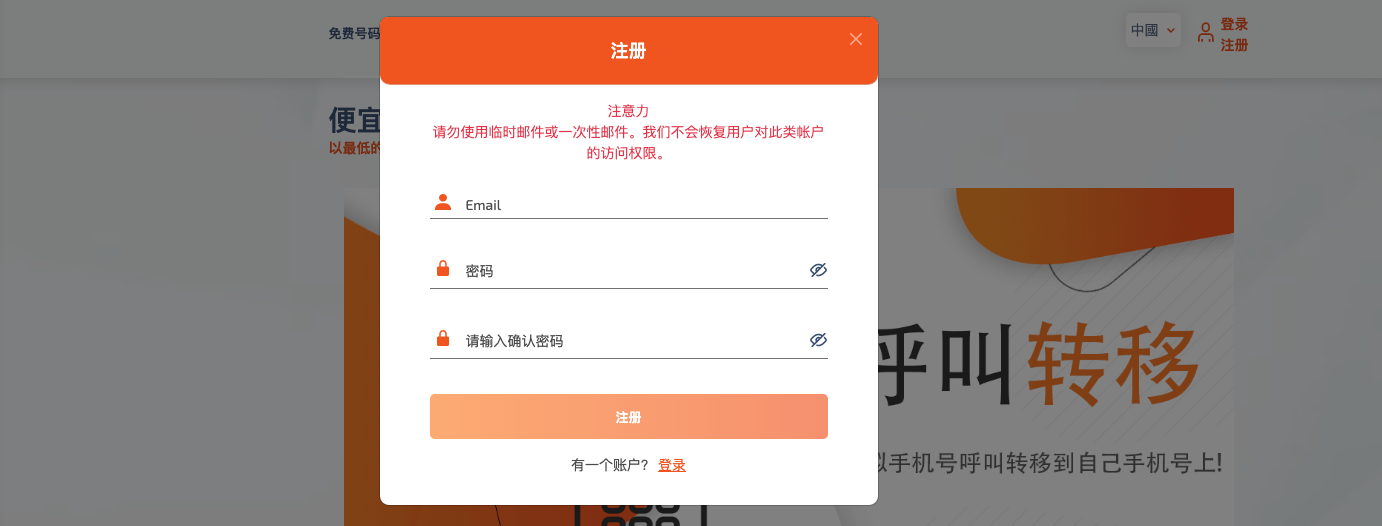 免费号码
中國
登录
注册
注册
便宜
以最低的
注意力
请勿使用临时邮件或一次性邮件。我们不会恢复用户对此类帐户
的访问权限。
Email
密码
请输入确认密码
注册
有一个账户? 登录
呼叫转移
手机号呼叫转移到自己手机号上!